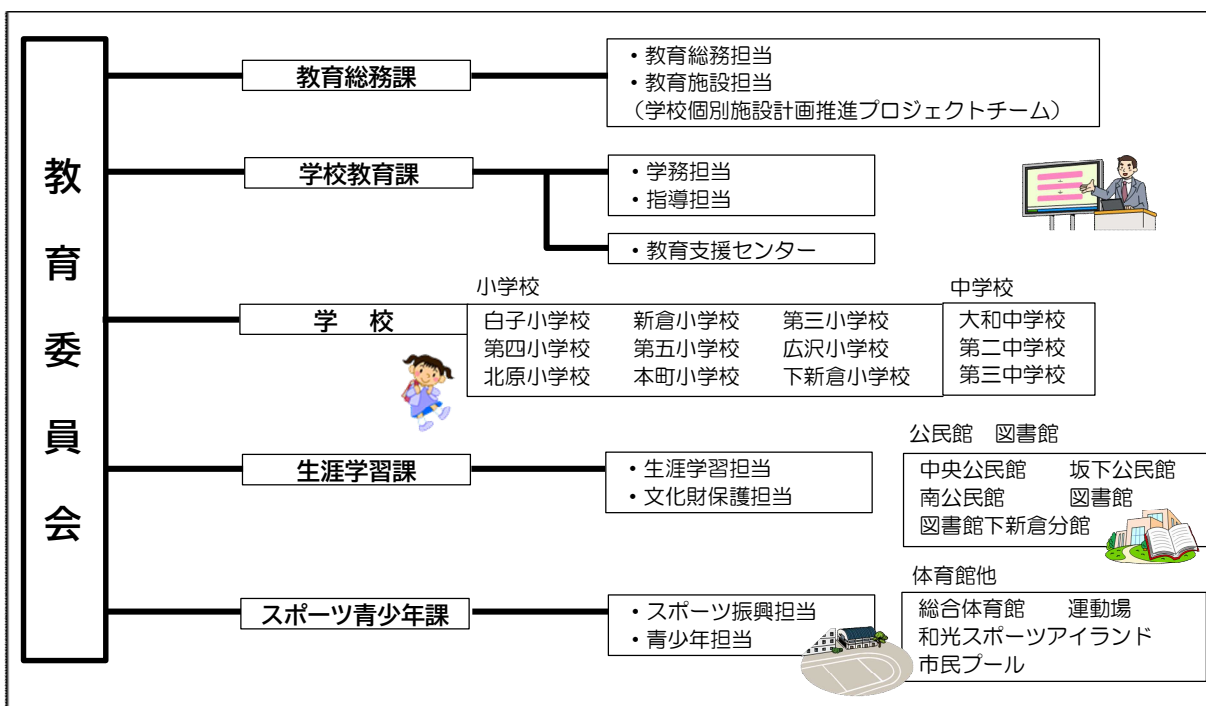 教育委員会
教育総務課
・教育総務担当
・教育施設担当
（学校個別施設計画推進プロジェクトチーム）
学校教育課
・学務担当
・指導担当
・教育支援センター
学　校
小学校
白子小学校　新倉小学校　第三小学校
第四小学校　第五小学校　広沢小学校
北原小学校　本町小学校　下新倉小学校
中学校
大和中学校
第二中学校
第三中学校
生涯学習課
・生涯学習担当
・文化財保護担当
公民館　図書館
中央公民館　坂下公民館
南公民館　図書館
図書館下新倉分館
スポーツ青少年課
・スポーツ振興担当
・青少年担当
体育館他
総合体育館　運動場
和光スポーツアイランド
市民プール